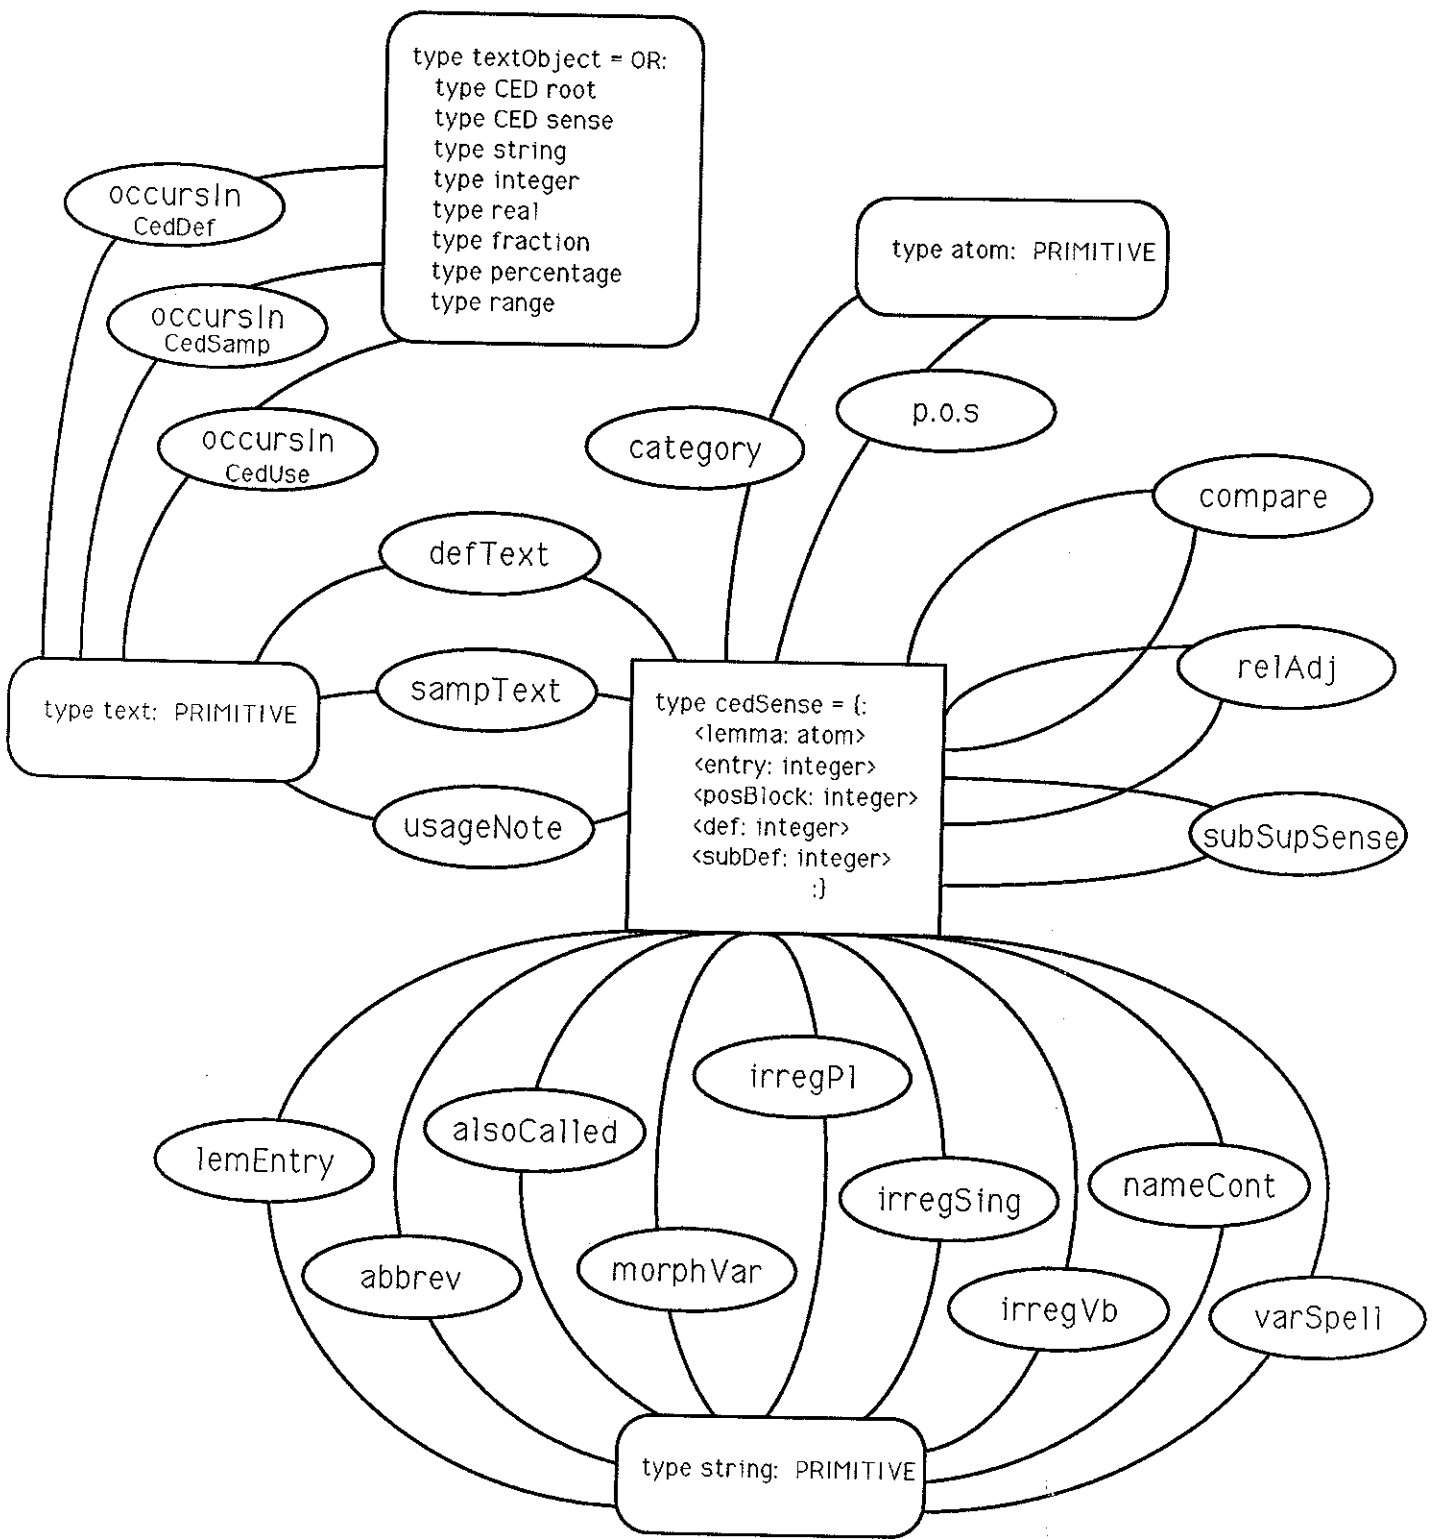 type textObject = OR:
type CED root
type CED sense
type string
type integer
type real
type fraction
type percentage
type range
occursIn
CedDef
occursIn
CedSamp
occursIn
CedUse
type atom: PRIMITIVE
category
p.o.s
compare
defText
relAdj
sampText
type text: PRIMITIVE
usageNote
type cedSense = {:
<lemma: atom>
<entry: integer>
<posBlock: integer>
<def: integer>
<subDef: integer>
:}
subSupSense
irregPl
alsoCalled
lemEntry
irregSing
nameCont
abbrev
morphVar
irregVb
varSpell
type string: PRIMITIVE